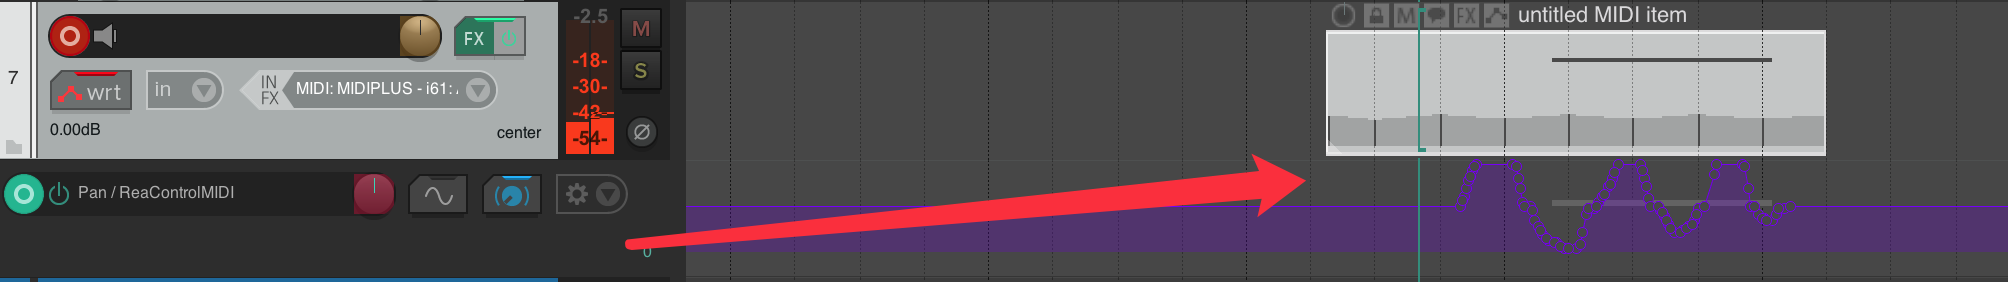 -2.5
M
M
FX
untitled MIDI item
FX
-18-
S
7
-30-
wrt
in
IN
FX
MIDI: MIDIPLUS - i61:
-42-
0.00dB
center
-54-
Pan / ReaControlMIDI
0